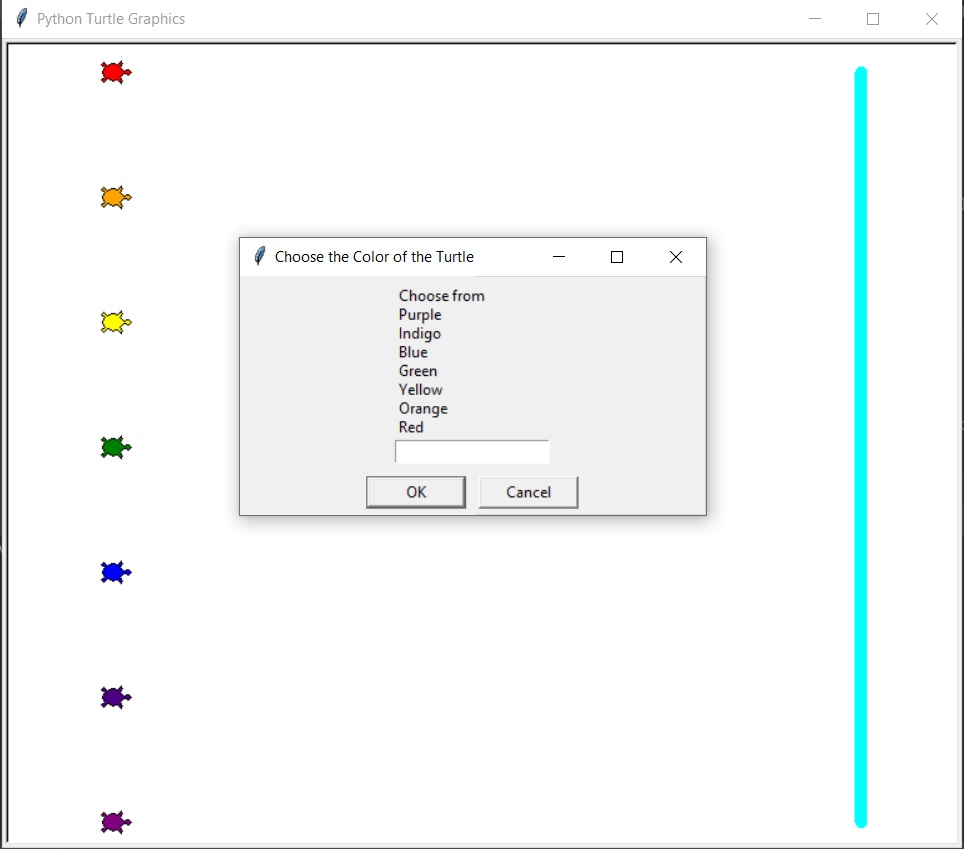 Python Turtle Graphics
Choose the Color of the Turtle
Choose from
Purple
Indigo
Blue
Green
Yellow
Orange
Red
OK
Cancel